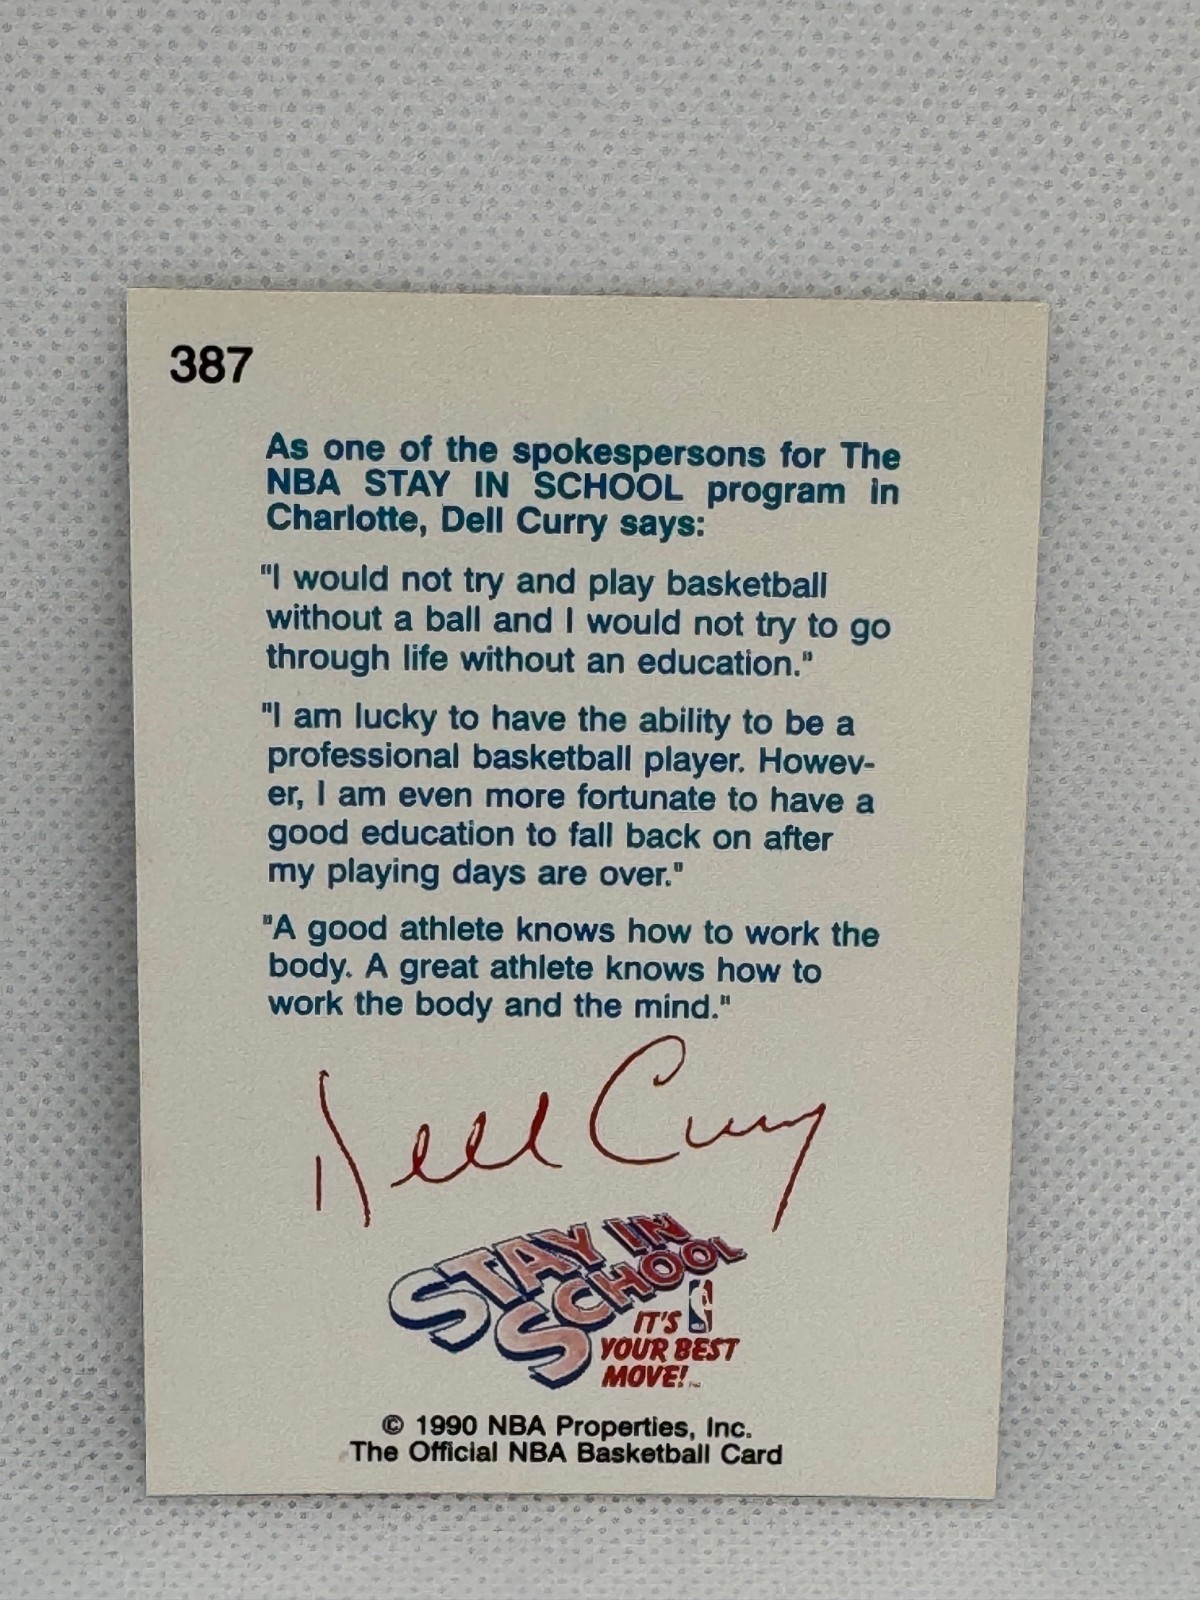 387
As one of the spokespersons for The
NBA STAY IN SCHOOL program in
Charlotte, Dell Curry says:
"I would not try and play basketball
without a ball and I would not try to go
through life without an education."
"I am lucky to have the ability to be a
professional basketball player. Howev-
er, I am even more fortunate to have a
good education to fall back on after
my playing days are over."
"A good athlete knows how to work the
body. A great athlete knows how to
work the body and the mind."
Dell Curry
STAY IN
SCHOOL
IT'S
YOUR BEST
MOVE!™
© 1990 NBA Properties, Inc.
The Official NBA Basketball Card